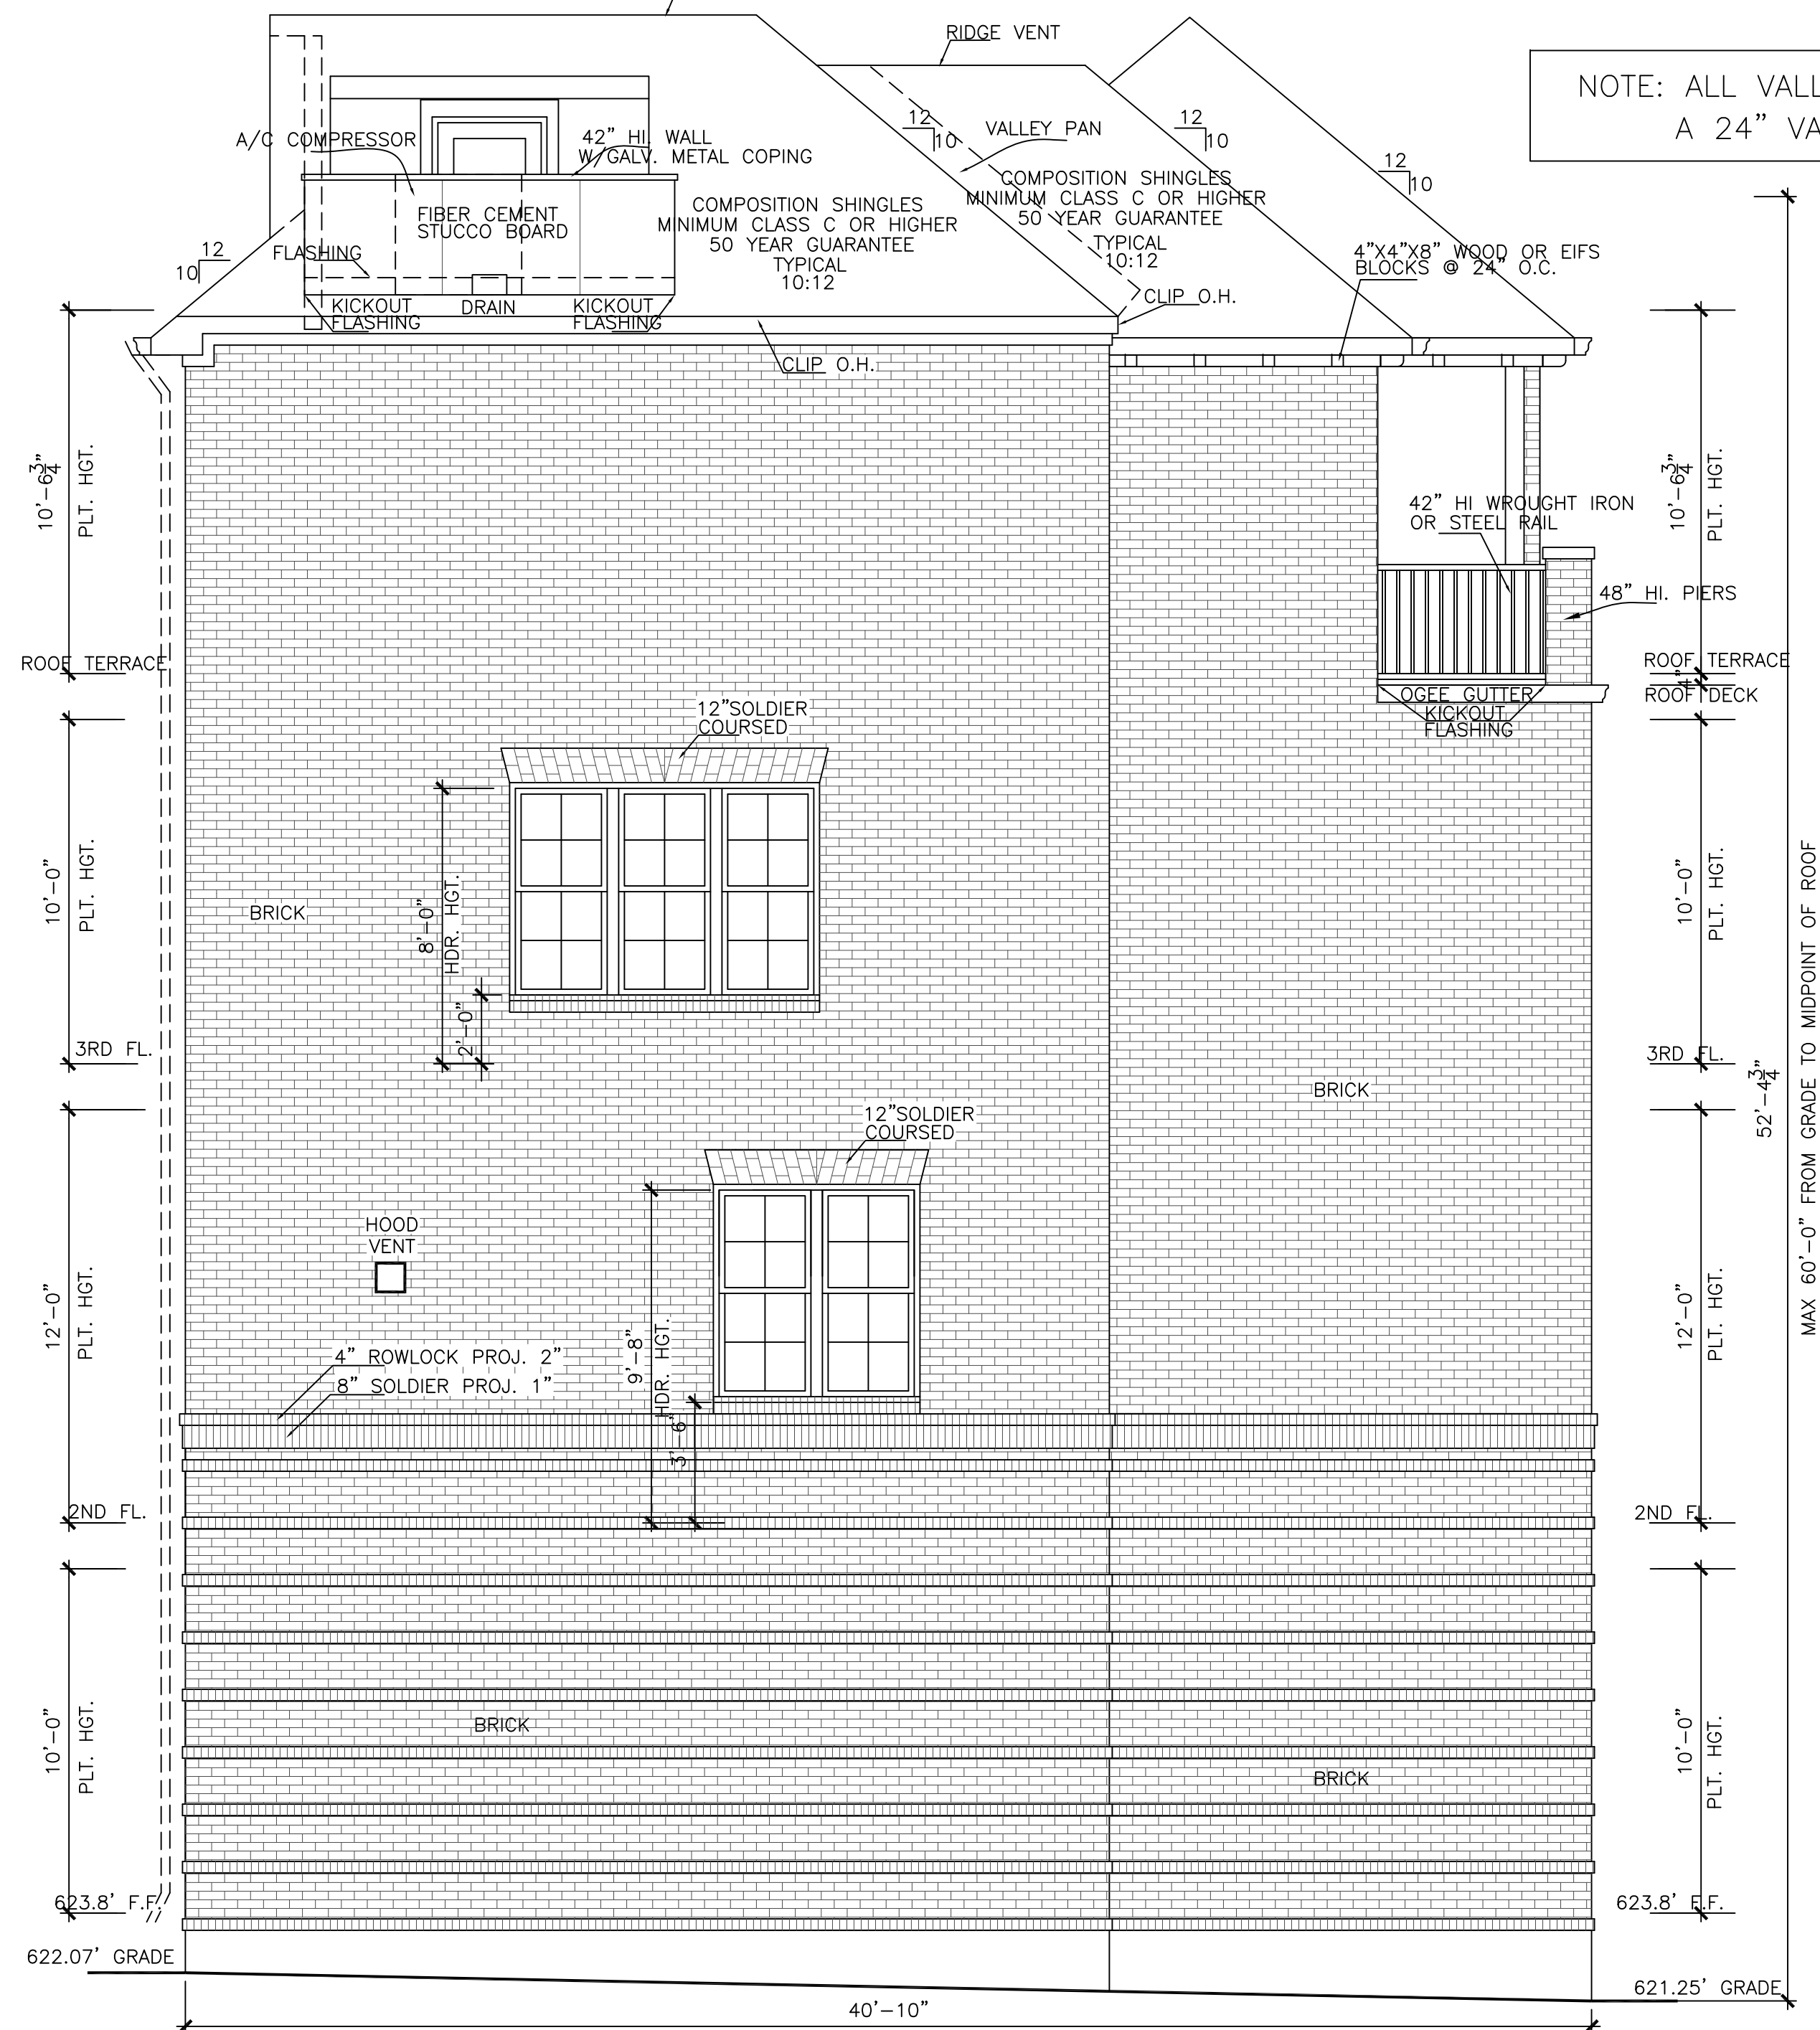 RIDGE VENT
NOTE: ALL VALL
A 24" VA
A/C COMPRESSOR
42" HI. WALL
W/GALV. METAL COPING
12
10
VALLEY PAN
12
10
12
10
FIBER CEMENT
STUCCO BOARD
COMPOSITION SHINGLES
MINIMUM CLASS C OR HIGHER
50 YEAR GUARANTEE
TYPICAL
10:12
COMPOSITION SHINGLES
MINIMUM CLASS C OR HIGHER
50 YEAR GUARANTEE
TYPICAL
10:12
12
10
FLASHING
4"X4"X8" WOOD OR EIFS
BLOCKS @ 24" O.C.
KICKOUT
FLASHING
DRAIN
KICKOUT
FLASHING
CLIP O.H.
CLIP O.H.
10'-6 3/4"
PLT. HGT.
10'-6 3/4"
PLT. HGT.
42" HI WROUGHT IRON
OR STEEL RAIL
48" HI. PIERS
ROOF TERRACE
ROOF TERRACE
4"
ROOF DECK
OGEE GUTTER
KICKOUT
FLASHING
12"SOLDIER
COURSED
10'-0"
PLT. HGT.
BRICK
8'-0"
HDR. HGT.
2'-0"
10'-0"
PLT. HGT.
3RD FL.
3RD FL.
BRICK
52'-4 3/4"
MAX 60'-0" FROM GRADE TO MIDPOINT OF ROOF
12"SOLDIER
COURSED
HOOD
VENT
12'-0"
PLT. HGT.
12'-0"
PLT. HGT.
4" ROWLOCK PROJ. 2"
8" SOLDIER PROJ. 1"
9'-8"
HDR. HGT.
3' 6"
2ND FL.
2ND FL.
10'-0"
PLT. HGT.
BRICK
BRICK
10'-0"
PLT. HGT.
623.8' F.F.
623.8' F.F.
622.07' GRADE
621.25' GRADE
40'-10"